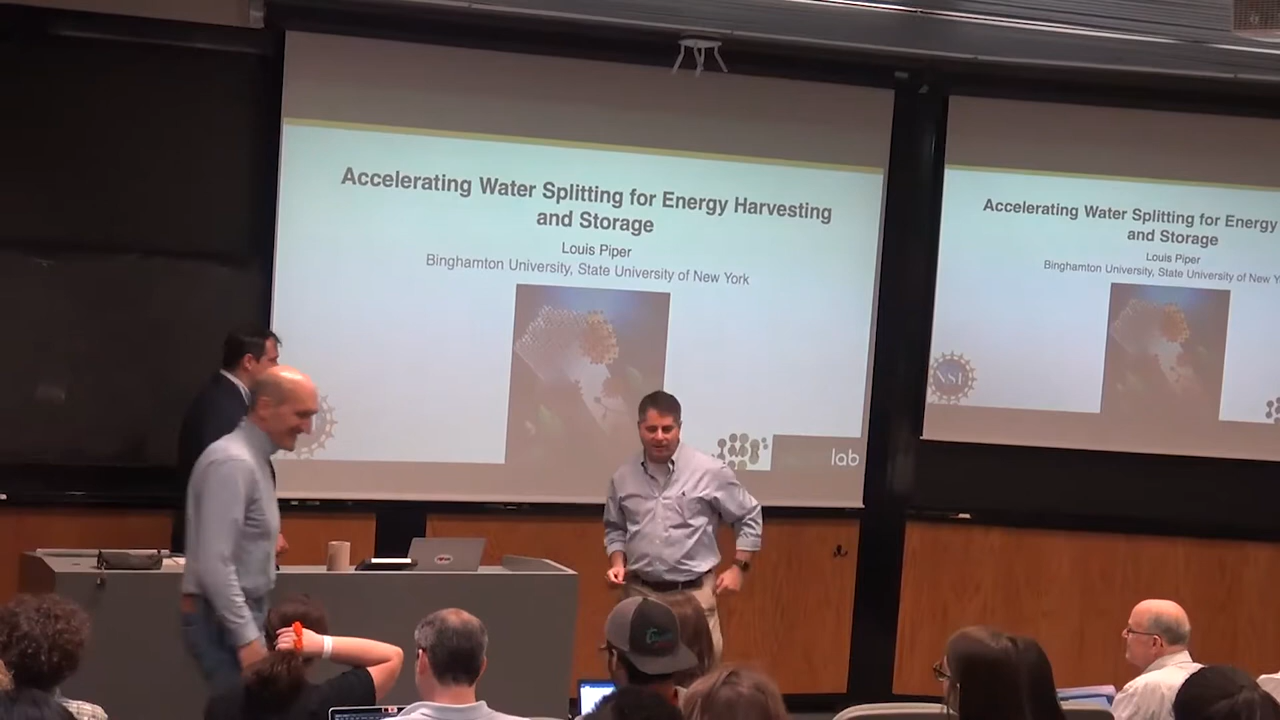 Accelerating Water Splitting for Energy Harvesting
and Storage
Louis Piper
Binghamton University, State University of New York
lab
Accelerating Water Splitting for Energy
and Storage
Louis Piper
Binghamton University, State University of New Y
NSF